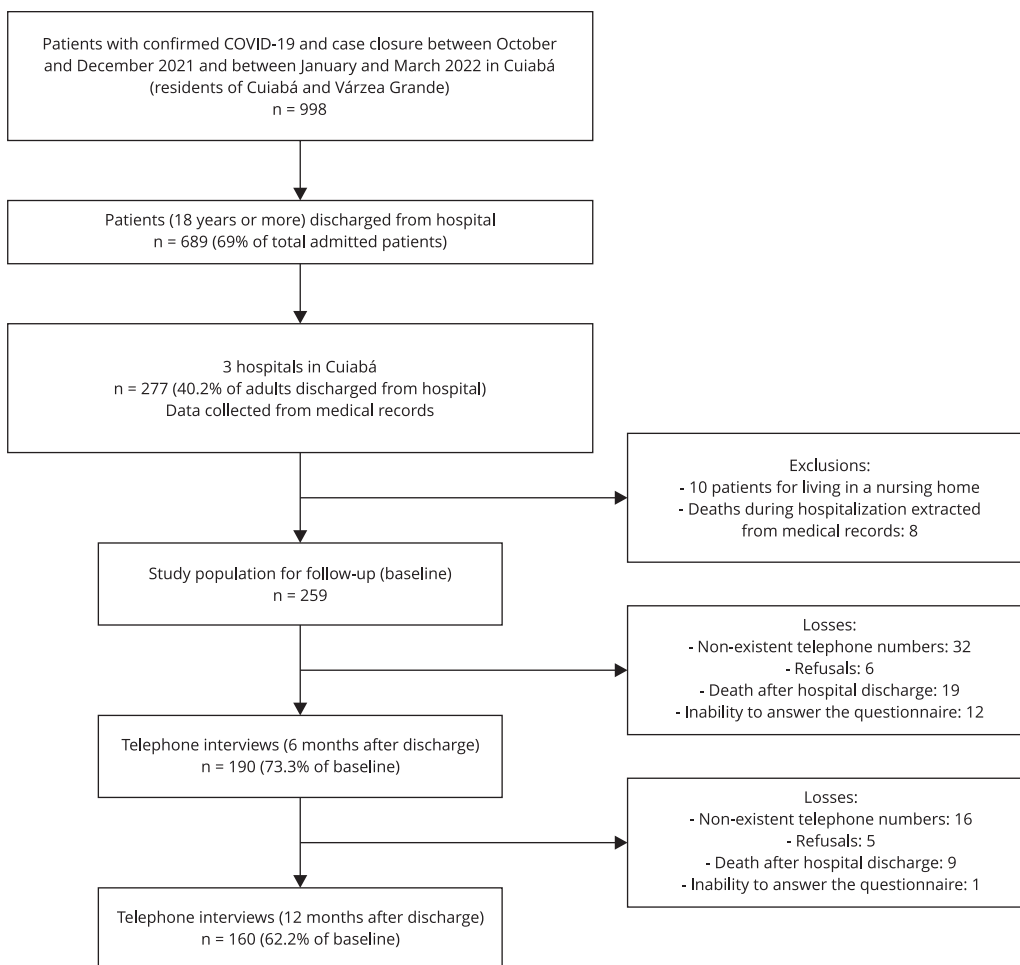 Patients with confirmed COVID-19 and case closure between October
and December 2021 and between January and March 2022 in Cuiabá
(residents of Cuiabá and Várzea Grande)
n = 998
Patients (18 years or more) discharged from hospital
n = 689 (69% of total admitted patients)
3 hospitals in Cuiabá
n = 277 (40.2% of adults discharged from hospital)
Data collected from medical records
Exclusions:
- 10 patients for living in a nursing home
- Deaths during hospitalization extracted
from medical records: 8
Study population for follow-up (baseline)
n = 259
Losses:
- Non-existent telephone numbers: 32
- Refusals: 6
- Death after hospital discharge: 19
- Inability to answer the questionnaire: 12
Telephone interviews (6 months after discharge)
n = 190 (73.3% of baseline)
Losses:
- Non-existent telephone numbers: 16
- Refusals: 5
- Death after hospital discharge: 9
- Inability to answer the questionnaire: 1
Telephone interviews (12 months after discharge)
n = 160 (62.2% of baseline)